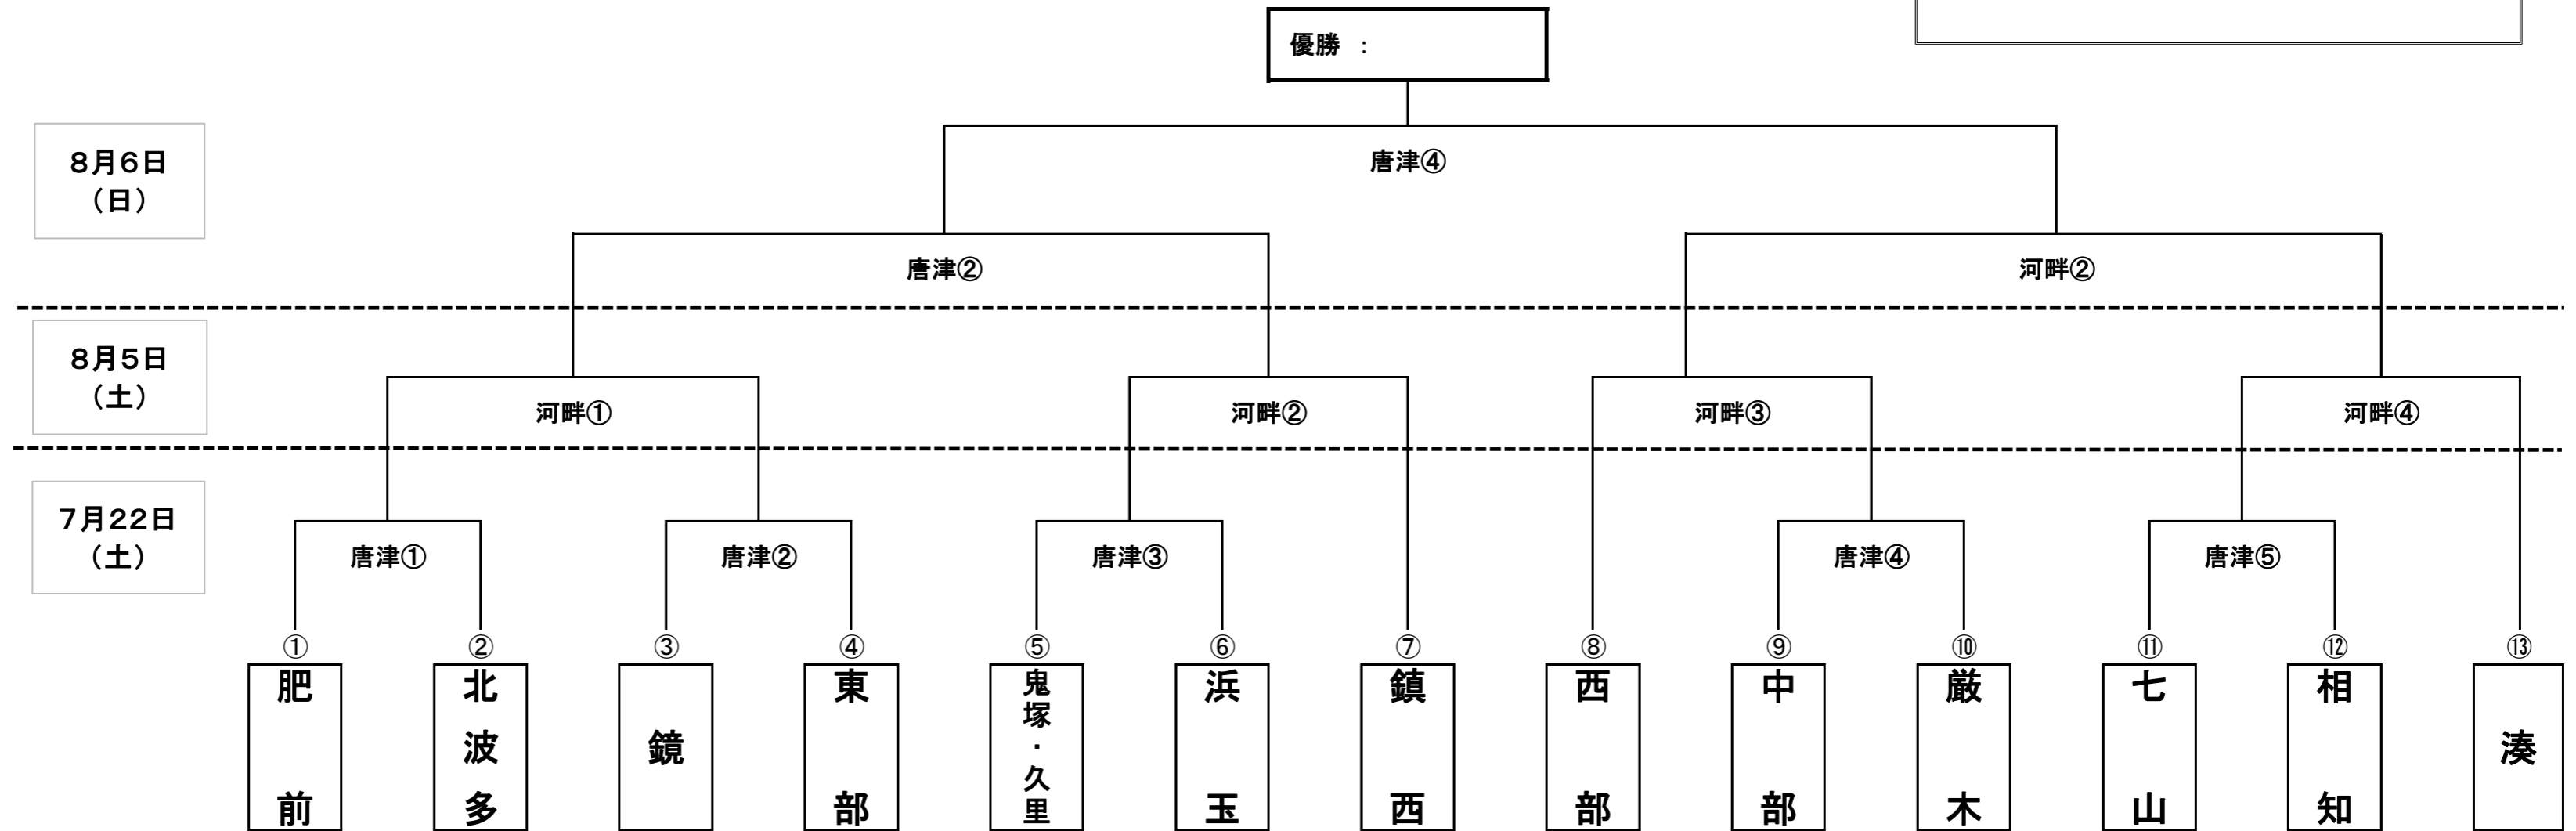 優勝 :
8月6日
(日)
唐津④
唐津②
河畔②
8月5日
(土)
河畔①
河畔②
河畔③
河畔④
7月22日
(土)
唐津①
唐津②
唐津③
唐津④
唐津⑤
①
②
③
④
⑤
⑥
⑦
⑧
⑨
⑩
⑪
⑫
⑬
肥前
北波多
鏡
東部
鬼塚・久里
浜玉
鎮西
西部
中部
厳木
七山
相知
湊